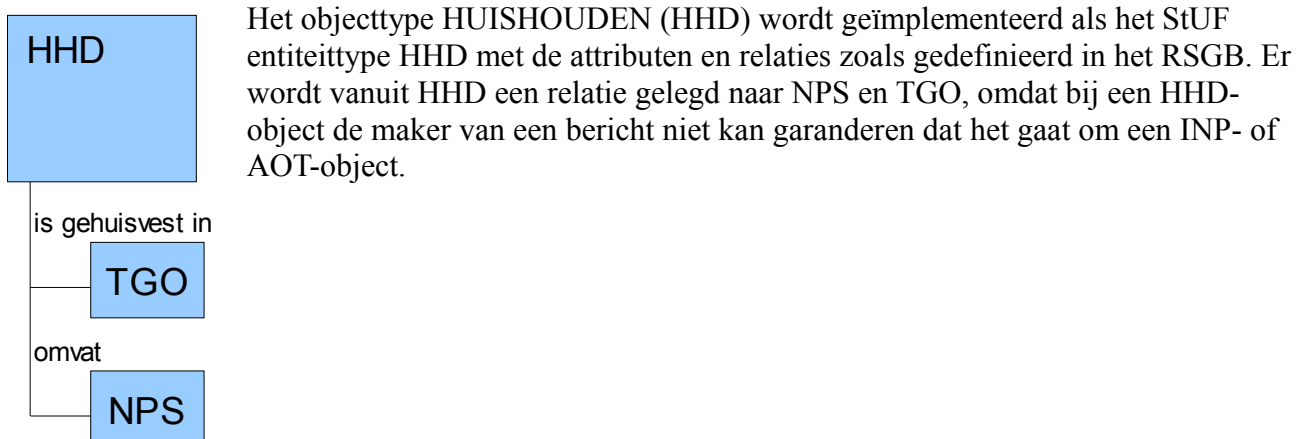 HHD
is gehuisvest in
TGO
omvat
NPS
Het objecttype HUISHOUDEN (HHD) wordt geïmplementeerd als het StUF
entiteittype HHD met de attributen en relaties zoals gedefinieerd in het RSGB. Er
wordt vanuit HHD een relatie gelegd naar NPS en TGO, omdat bij een HHD-
object de maker van een bericht niet kan garanderen dat het gaat om een INP- of
AOT-object.